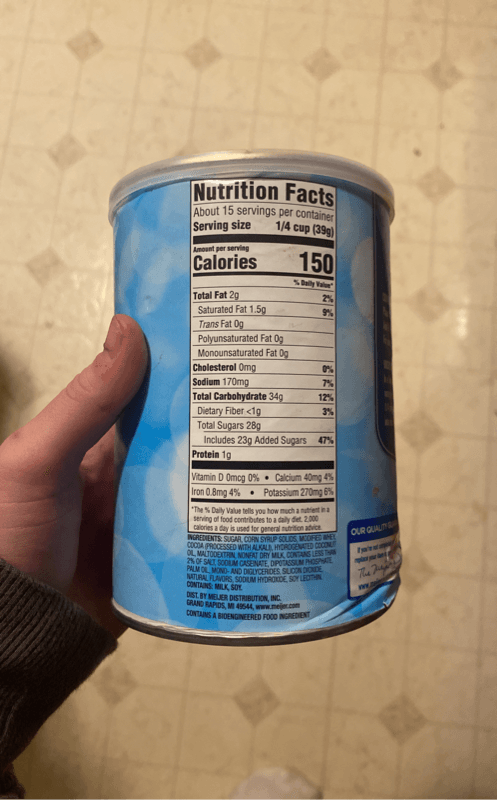 Nutrition Facts
About 15 servings per container
Serving size 1/4 cup (39g)
Amount per serving
Calories 150
% Daily Value*
Total Fat 2g 2%
Saturated Fat 1.5g 9%
Trans Fat 0g
Polyunsaturated Fat 0g
Monounsaturated Fat 0g
Cholesterol 0mg 0%
Sodium 170mg 7%
Total Carbohydrate 34g 12%
Dietary Fiber <1g 3%
Total Sugars 28g
Includes 23g Added Sugars 47%
Protein 1g
Vitamin D 0mcg 0% • Calcium 40mg 4%
Iron 0.8mg 4% • Potassium 270mg 6%
*The % Daily Value tells you how much a nutrient in a
serving of food contributes to a daily diet. 2,000
calories a day is used for general nutrition advice.
INGREDIENTS: SUGAR, CORN SYRUP SOLIDS, MODIFIED WHEY,
COCOA (PROCESSED WITH ALKALI), HYDROGENATED COCONUT
OIL, MALTODEXTRIN, NONFAT DRY MILK, CONTAINS LESS THAN
2% OF SALT, SODIUM CASEINATE, DIPOTASSIUM PHOSPHATE,
PALM OIL, MONO- AND DIGLYCERIDES, SILICON DIOXIDE,
NATURAL FLAVORS, SODIUM HYDROXIDE, SOY LECITHIN.
CONTAINS: MILK, SOY.
DIST. BY MEIJER DISTRIBUTION, INC.
GRAND RAPIDS, MI 49544, www.meijer.com
CONTAINS A BIOENGINEERED FOOD INGREDIENT
OUR QUALITY
If you're not
replace your
The
www.